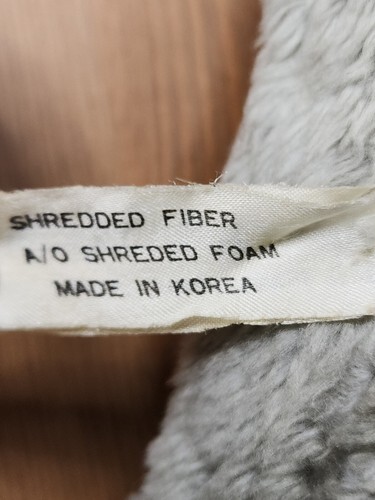 SHREDDED FIBER
A/O SHREDED FOAM
MADE IN KOREA